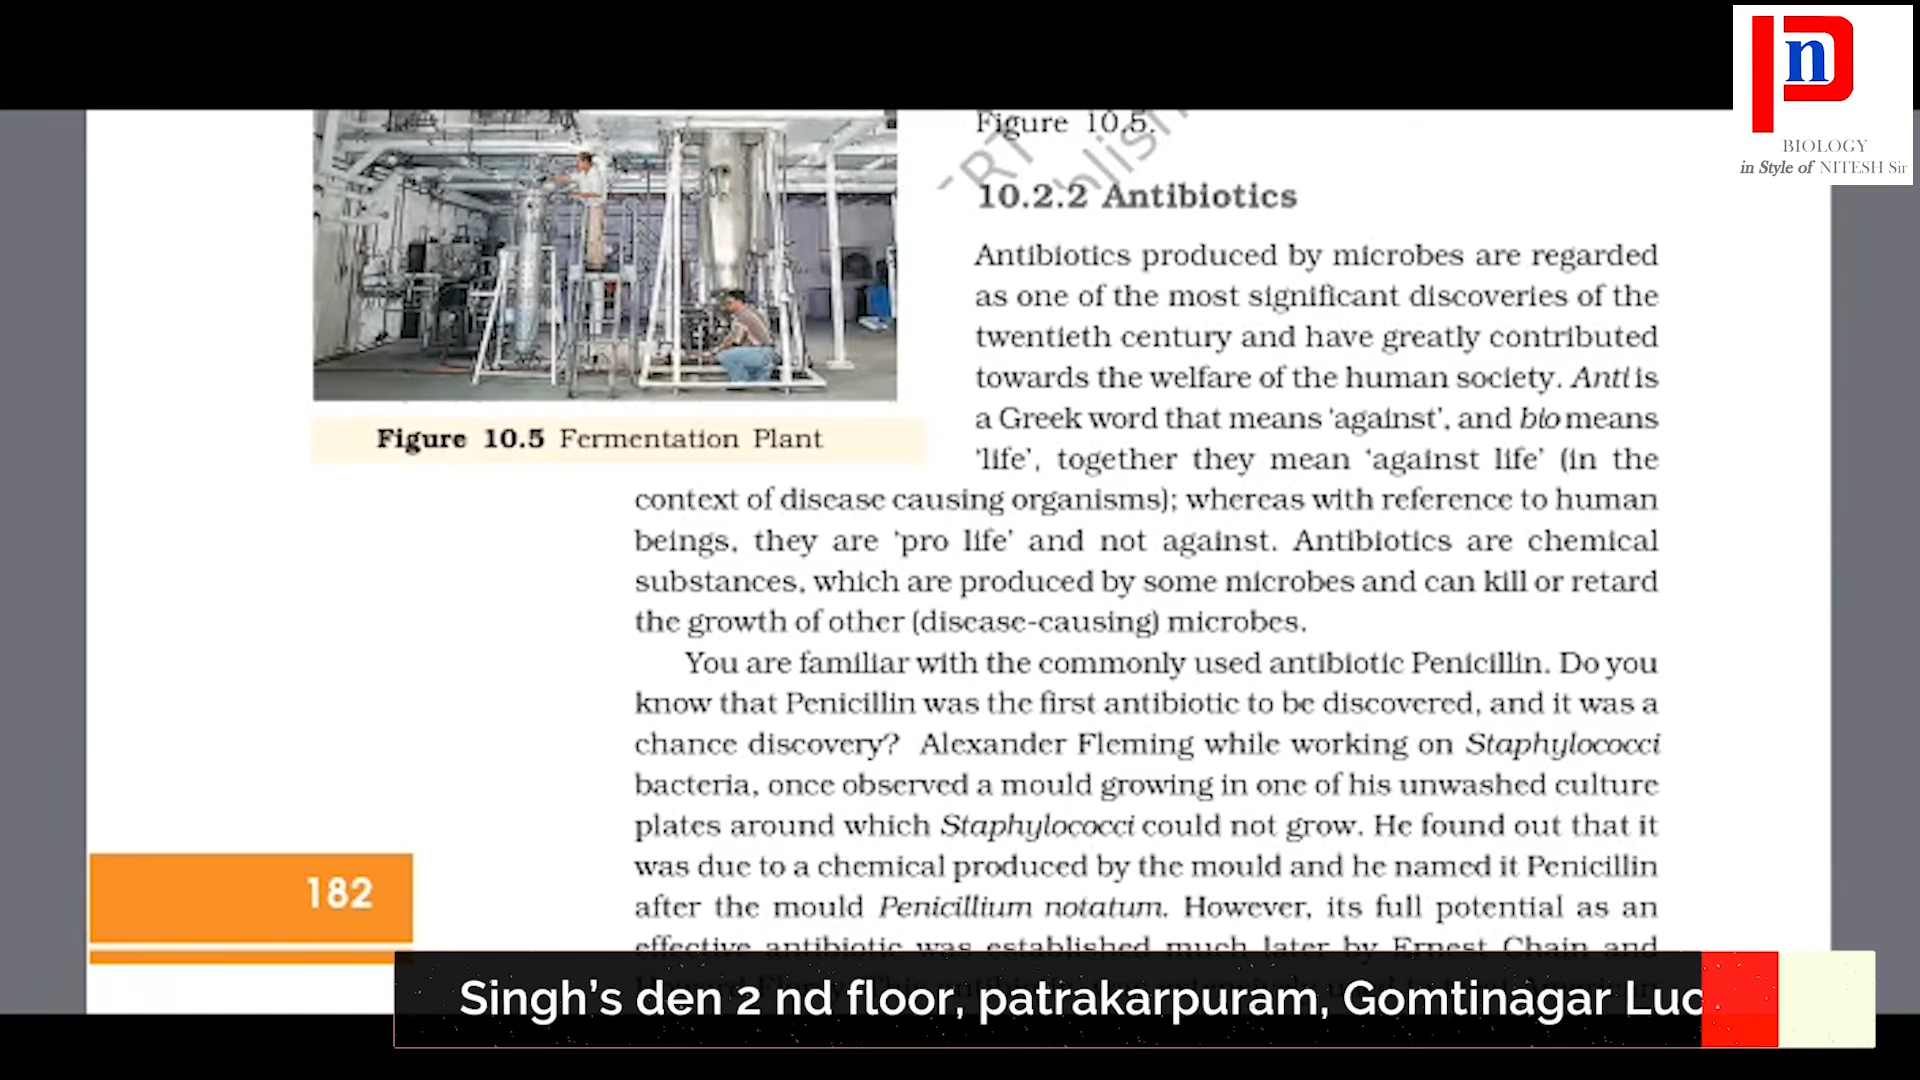 n
BIOLOGY
in Style of NITESH Sir
Figure 10.5.
10.2.2 Antibiotics
Antibiotics produced by microbes are regarded
as one of the most significant discoveries of the
twentieth century and have greatly contributed
towards the welfare of the human society. Anti is
a Greek word that means ‘against’, and bio means
‘life’, together they mean ‘against life’ (in the
context of disease causing organisms); whereas with reference to human
beings, they are ‘pro life’ and not against. Antibiotics are chemical
substances, which are produced by some microbes and can kill or retard
the growth of other (disease-causing) microbes.
You are familiar with the commonly used antibiotic Penicillin. Do you
know that Penicillin was the first antibiotic to be discovered, and it was a
chance discovery? Alexander Fleming while working on Staphylococci
bacteria, once observed a mould growing in one of his unwashed culture
plates around which Staphylococci could not grow. He found out that it
was due to a chemical produced by the mould and he named it Penicillin
after the mould Penicillium notatum. However, its full potential as an
effective antibiotic was established much later by Ernest Chain and
Figure 10.5 Fermentation Plant
182
Singh’s den 2 nd floor, patrakarpuram, Gomtinagar Luc